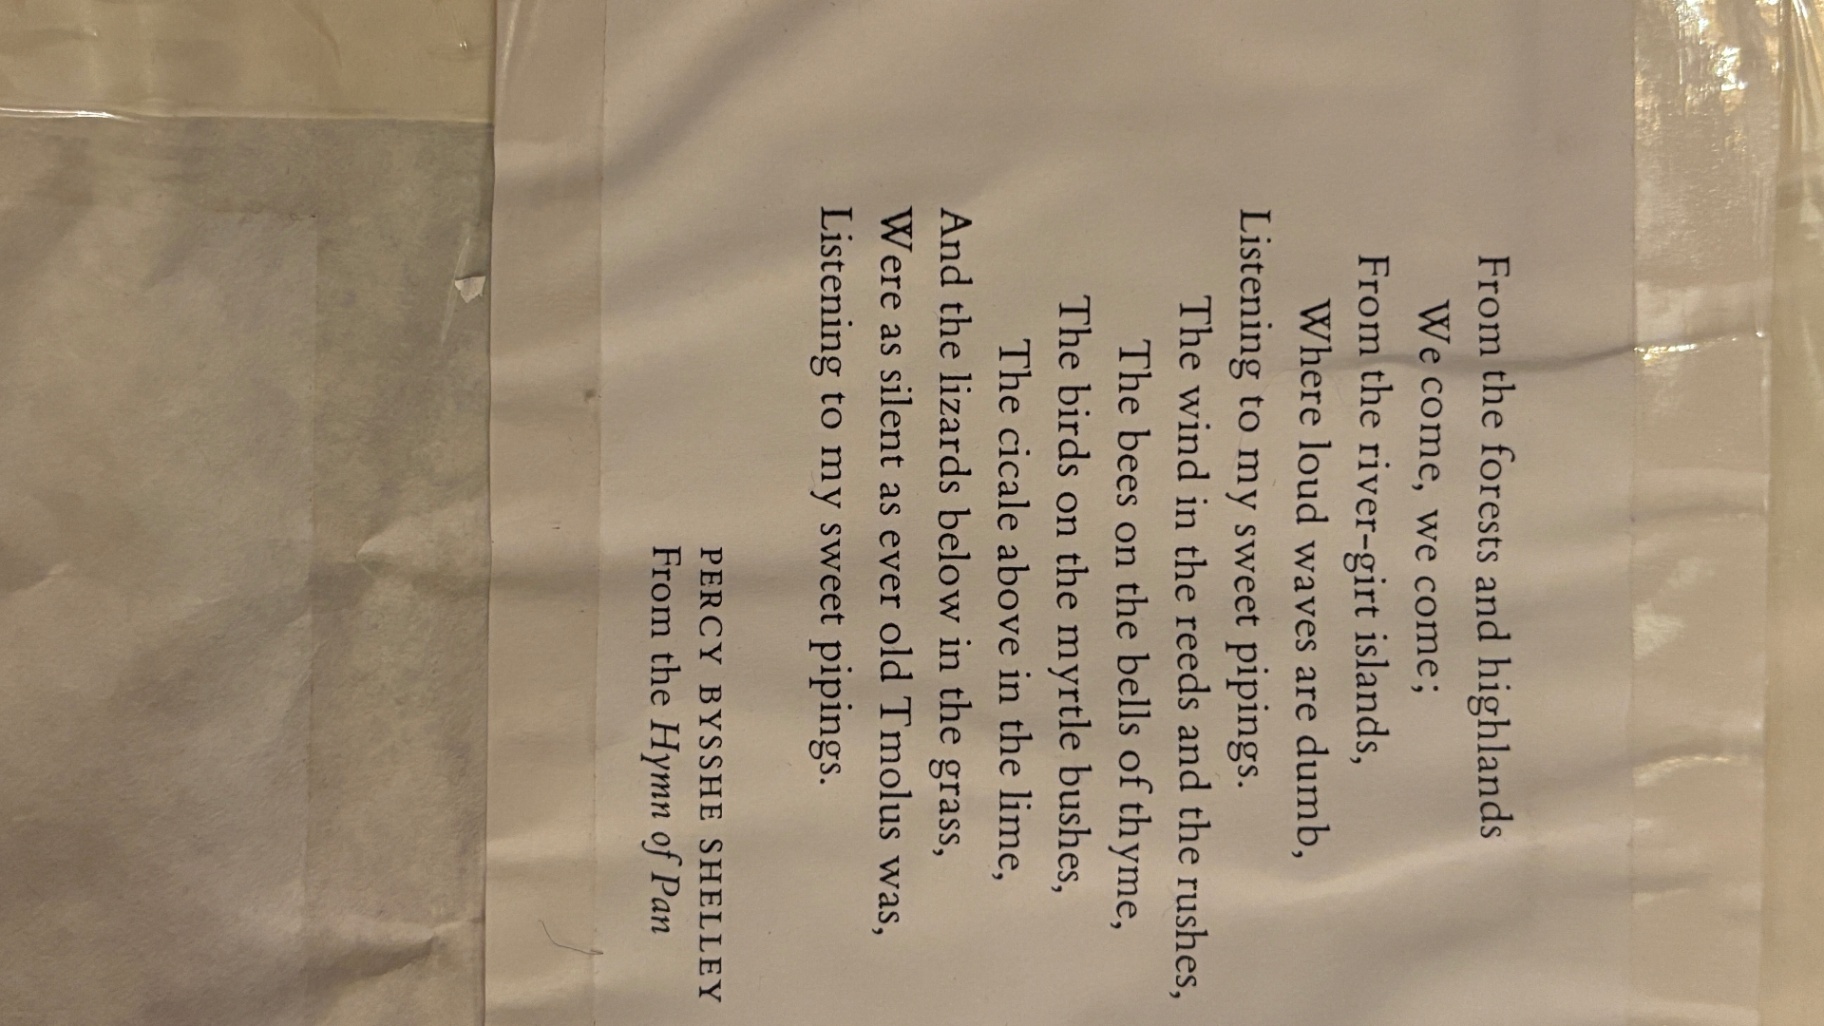 From the forests and highlands
We come, we come;
From the river-girt islands,
Where loud waves are dumb,
Listening to my sweet pipings.
The wind in the reeds and the rushes,
The bees on the bells of thyme,
The birds on the myrtle bushes,
The cicale above in the lime,
And the lizards below in the grass,
Were as silent as ever old Tmolus was,
Listening to my sweet pipings.
PERCY BYSSHE SHELLEY
From the Hymn of Pan